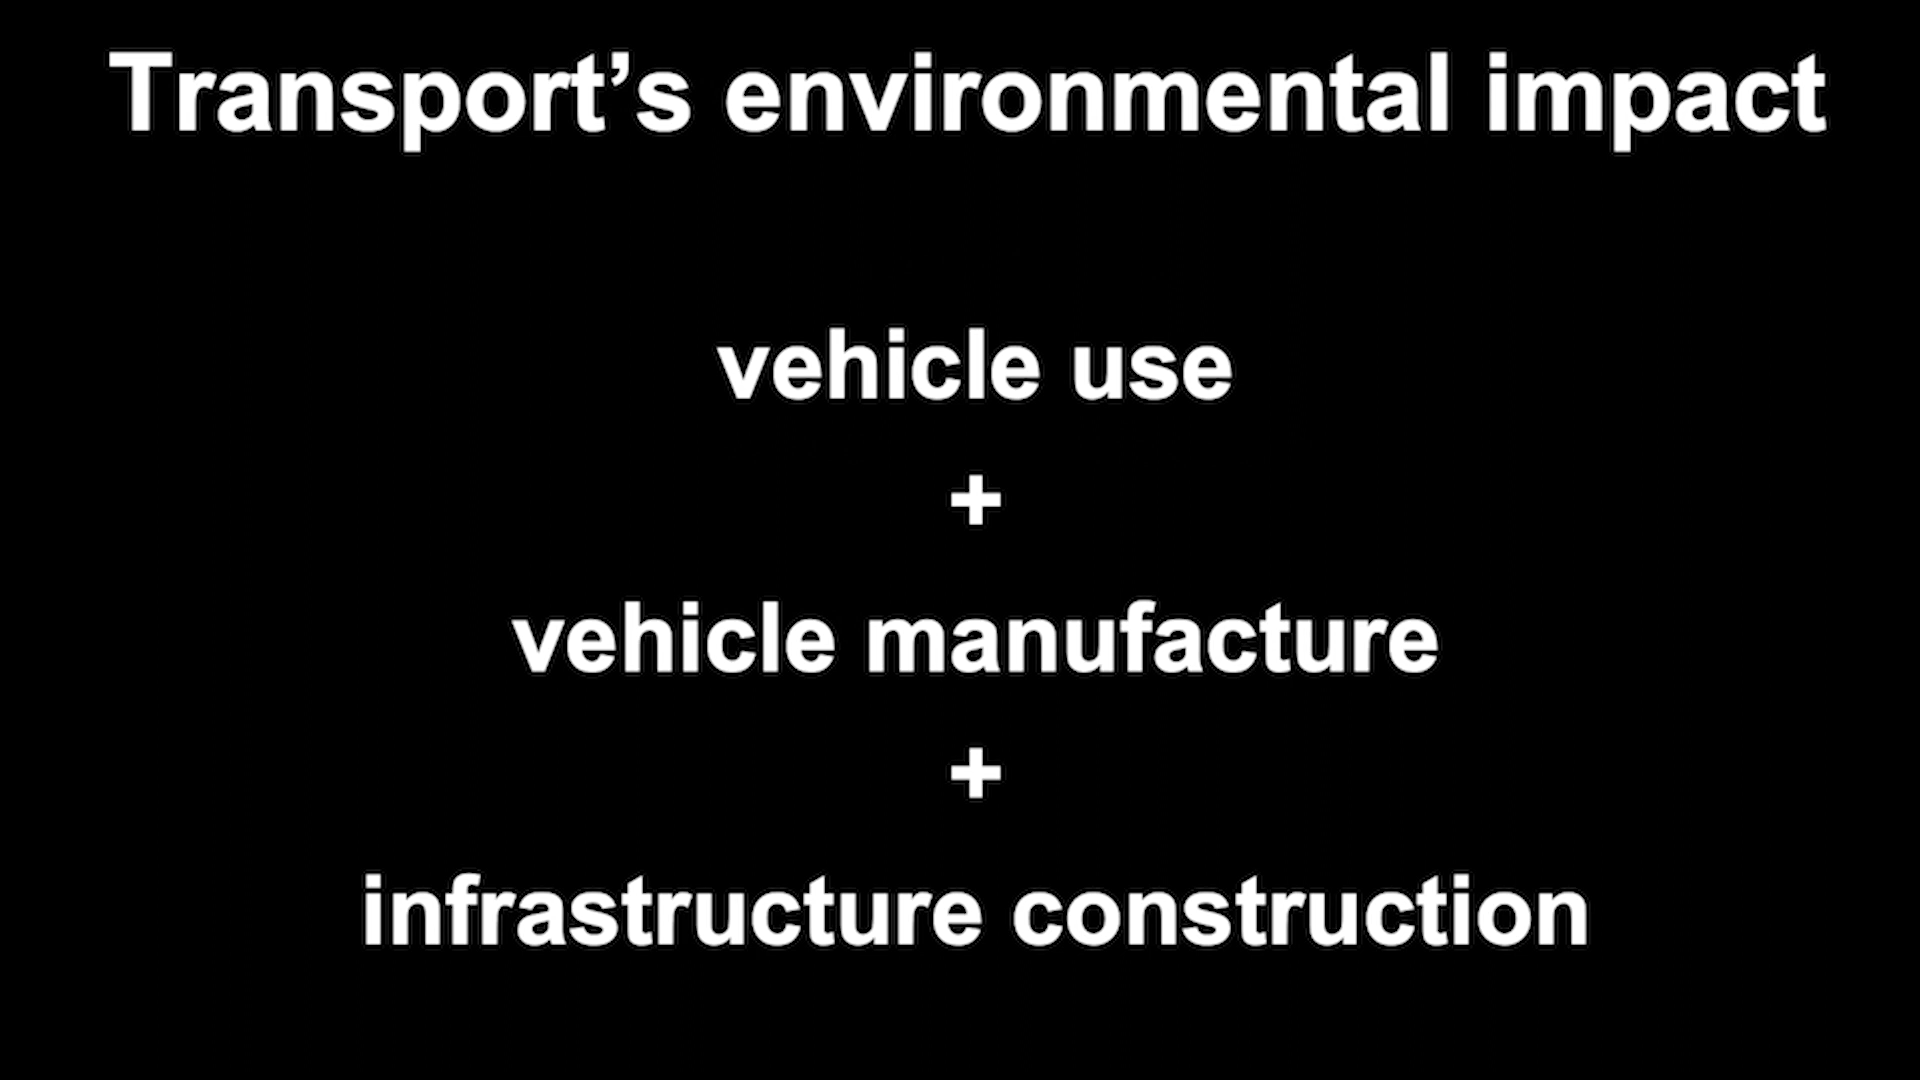 Transport’s environmental impact
vehicle use
+
vehicle manufacture
+
infrastructure construction